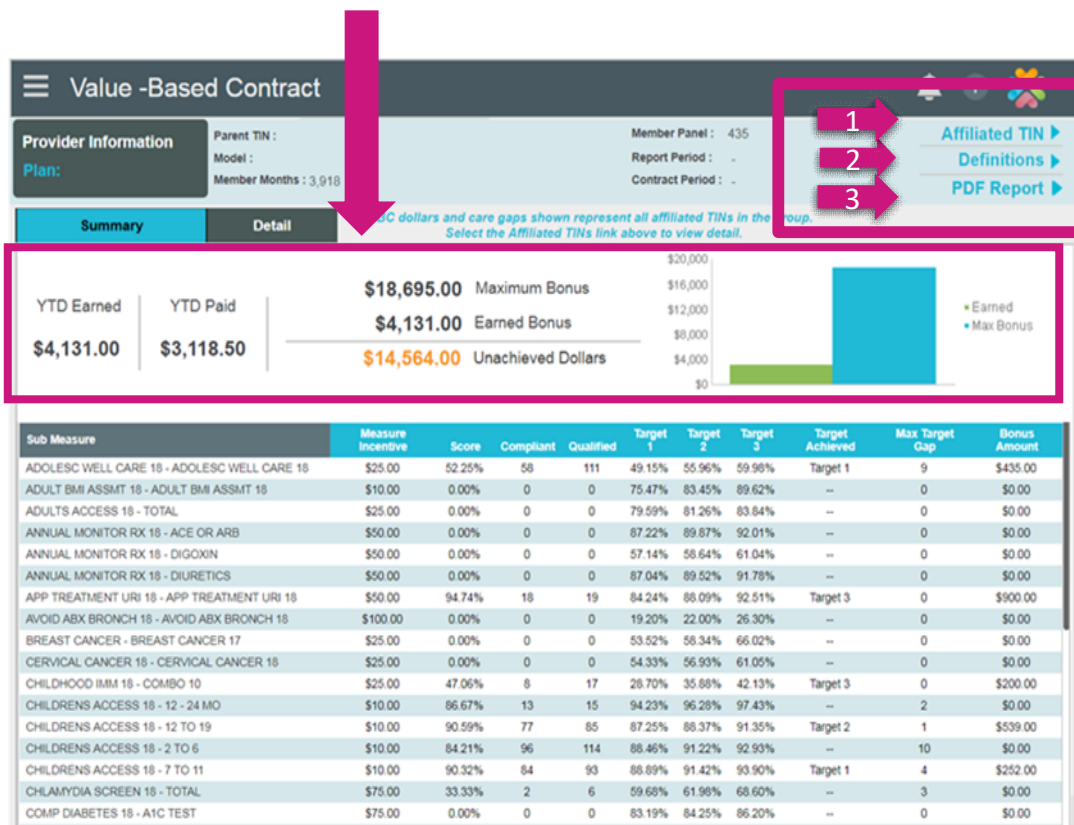 Value -Based Contract
Provider Information
Plan:
Parent TIN :
Model :
Member Months : 3,918
Member Panel : 435
Report Period : -
Contract Period : -
1
Affiliated TIN
2
Definitions
3
PDF Report
Summary
Detail
dollars and care gaps shown represent all affiliated TINs in the group.
Select the Affiliated TINs link above to view detail.
YTD Earned
$4,131.00
YTD Paid
$3,118.50
$18,695.00 Maximum Bonus
$4,131.00 Earned Bonus
$14,564.00 Unachieved Dollars
$20,000
$16,000
$12,000
$8,000
$4,000
$0
Earned
Max Bonus
Sub Measure Measure Incentive Score Compliant Qualified Target 1 Target 2 Target 3 Target Achieved Max Target Gap Bonus Amount
ADOLESC WELL CARE 18 - ADOLESC WELL CARE 18 $25.00 52.25% 58 111 49.15% 55.96% 59.98% Target 1 9 $435.00
ADULT BMI ASSMT 18 - ADULT BMI ASSMT 18 $10.00 0.00% 0 0 75.47% 83.45% 89.62% -- 0 $0.00
ADULTS ACCESS 18 - TOTAL $25.00 0.00% 0 0 79.59% 81.26% 83.84% -- 0 $0.00
ANNUAL MONITOR RX 18 - ACE OR ARB $50.00 0.00% 0 0 87.22% 89.87% 92.01% -- 0 $0.00
ANNUAL MONITOR RX 18 - DIGOXIN $50.00 0.00% 0 0 57.14% 58.64% 61.04% -- 0 $0.00
ANNUAL MONITOR RX 18 - DIURETICS $50.00 0.00% 0 0 87.04% 89.52% 91.78% -- 0 $0.00
APP TREATMENT URI 18 - APP TREATMENT URI 18 $50.00 94.74% 18 19 84.24% 88.09% 92.51% Target 3 0 $900.00
AVOID ABX BRONCH 18 - AVOID ABX BRONCH 18 $100.00 0.00% 0 0 19.20% 22.00% 26.30% -- 0 $0.00
BREAST CANCER - BREAST CANCER 17 $25.00 0.00% 0 0 53.52% 58.34% 66.02% -- 0 $0.00
CERVICAL CANCER 18 - CERVICAL CANCER 18 $25.00 0.00% 0 0 54.33% 56.93% 61.05% -- 0 $0.00
CHILDHOOD IMM 18 - COMBO 10 $25.00 47.06% 8 17 28.70% 35.88% 42.13% Target 3 0 $200.00
CHILDRENS ACCESS 18 - 12 - 24 MO $10.00 86.67% 13 15 94.23% 96.28% 97.43% -- 2 $0.00
CHILDRENS ACCESS 18 - 12 TO 19 $10.00 90.59% 77 85 87.25% 88.37% 91.35% Target 2 1 $539.00
CHILDRENS ACCESS 18 - 2 TO 6 $10.00 84.21% 96 114 88.46% 91.22% 92.93% -- 10 $0.00
CHILDRENS ACCESS 18 - 7 TO 11 $10.00 90.32% 84 93 88.89% 91.42% 93.90% Target 1 4 $252.00
CHLAMYDIA SCREEN 18 - TOTAL $75.00 33.33% 2 6 59.68% 61.98% 68.60% -- 3 $0.00
COMP DIABETES 18 - A1C TEST $75.00 0.00% 0 0 83.19% 84.25% 86.20% -- 0 $0.00